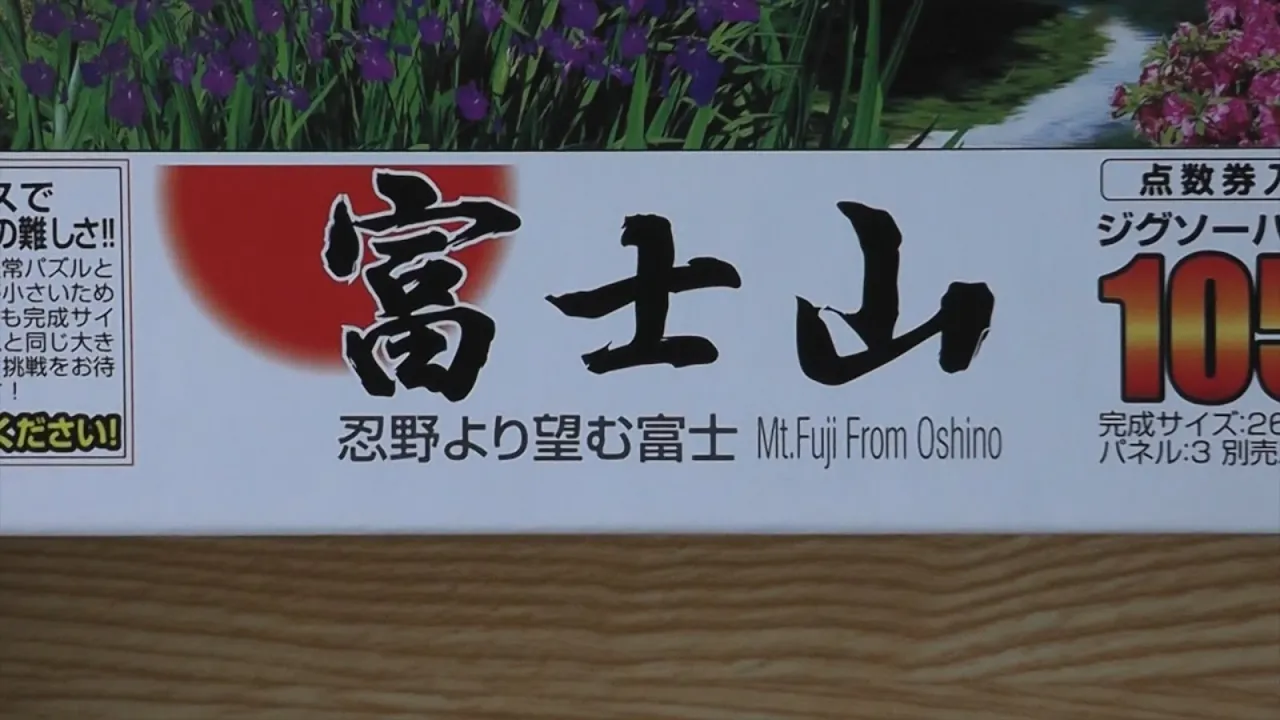 スで
の難しさ!!
常パズルと
小さいため
も完成サイ
と同じ大き
挑戦をお待
!
ください!
富士山
忍野より望む富士 Mt.Fuji From Oshino
点数券入
ジグソーパ
105
完成サイズ:26
パネル:3 別売